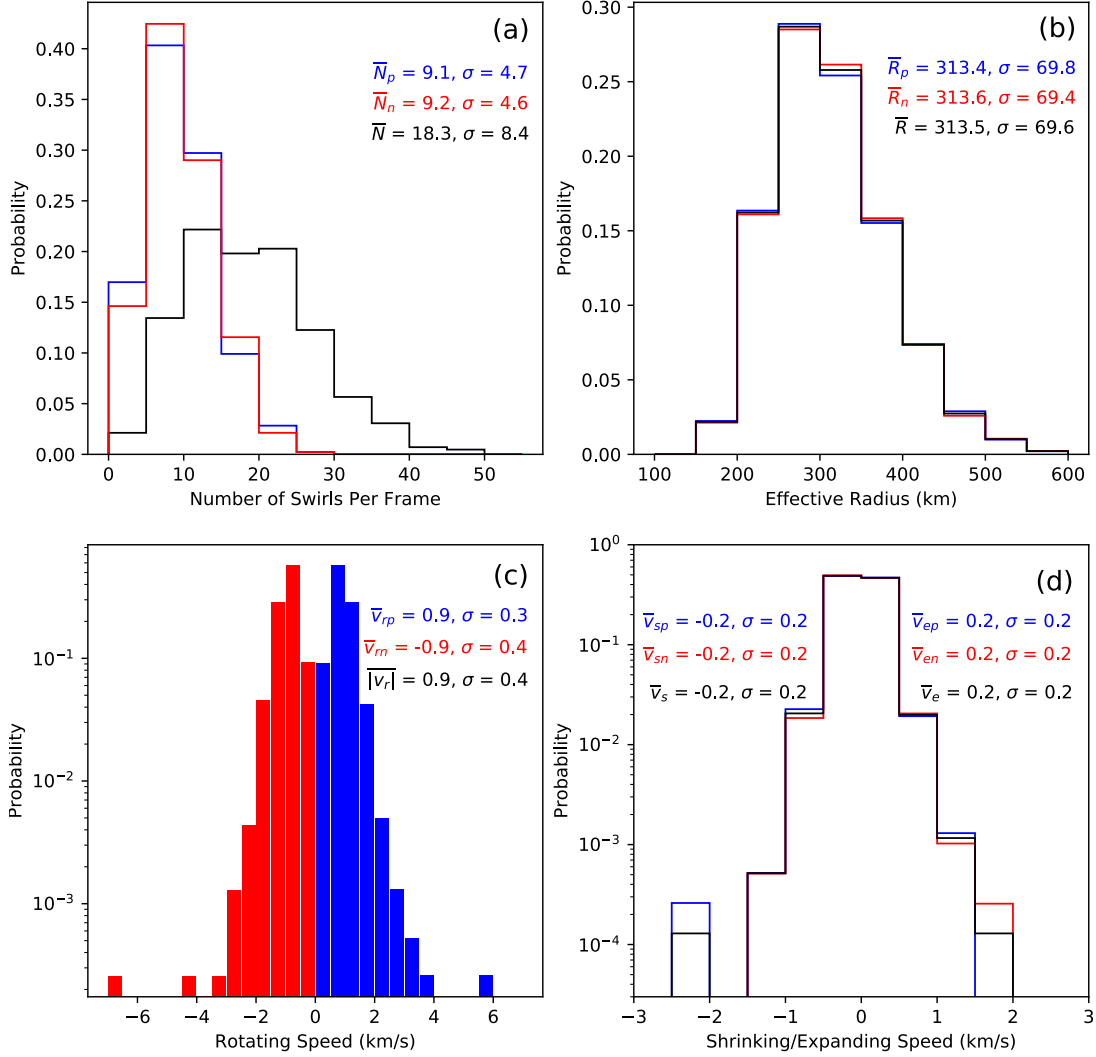 (a)
N̅p = 9.1, σ = 4.7
N̅n = 9.2, σ = 4.6
N̅ = 18.3, σ = 8.4
Probability
0.40
0.35
0.30
0.25
0.20
0.15
0.10
0.05
0.00
0 10 20 30 40 50
Number of Swirls Per Frame
(b)
R̅p = 313.4, σ = 69.8
R̅n = 313.6, σ = 69.4
R̅ = 313.5, σ = 69.6
Probability
0.30
0.25
0.20
0.15
0.10
0.05
0.00
100 200 300 400 500 600
Effective Radius (km)
(c)
v̅rp = 0.9, σ = 0.3
v̅rn = -0.9, σ = 0.4
|v̅r| = 0.9, σ = 0.4
Probability
10⁻¹
10⁻²
10⁻³
−6 −4 −2 0 2 4 6
Rotating Speed (km/s)
(d)
v̅sp = -0.2, σ = 0.2 v̅ep = 0.2, σ = 0.2
v̅sn = -0.2, σ = 0.2 v̅en = 0.2, σ = 0.2
v̅s = -0.2, σ = 0.2 v̅e = 0.2, σ = 0.2
Probability
10⁰
10⁻¹
10⁻²
10⁻³
10⁻⁴
−3 −2 −1 0 1 2 3
Shrinking/Expanding Speed (km/s)